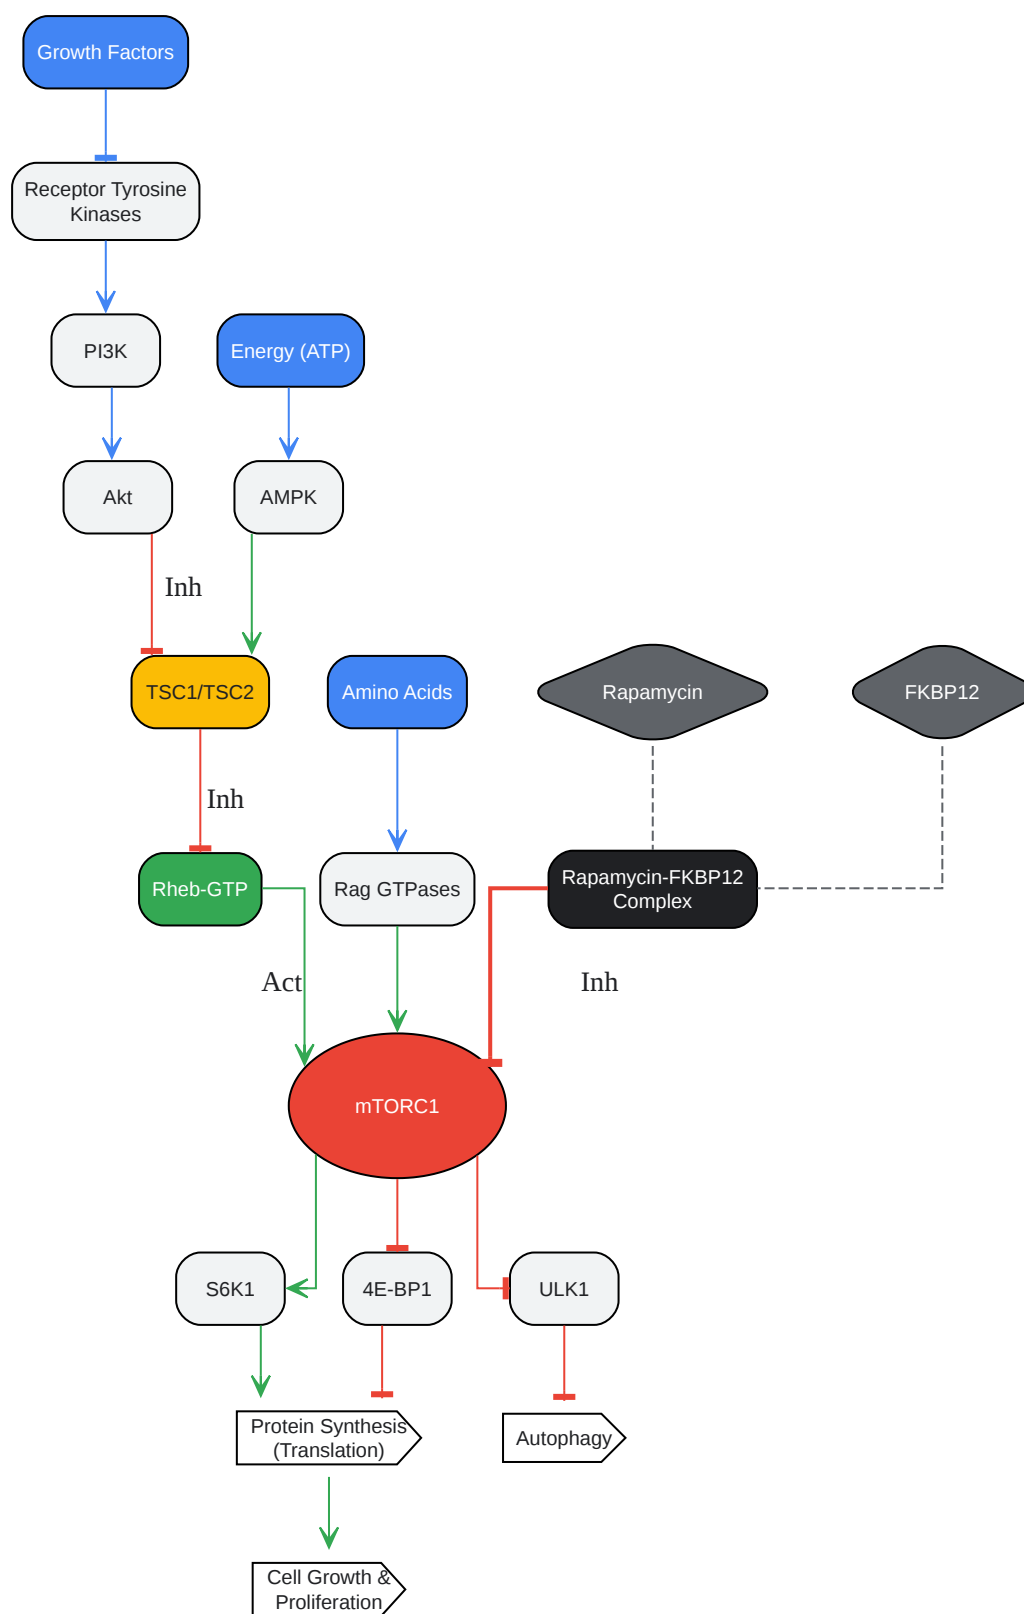 Growth Factors
Receptor Tyrosine
Kinases
PI3K
Energy (ATP)
Akt
AMPK
Inh
TSC1/TSC2
Amino Acids
Rapamycin
FKBP12
Inh
Rheb-GTP
Rag GTPases
Rapamycin-FKBP12
Complex
Act
Inh
mTORC1
S6K1
4E-BP1
ULK1
Protein Synthesis
(Translation)
Autophagy
Cell Growth &
Proliferation